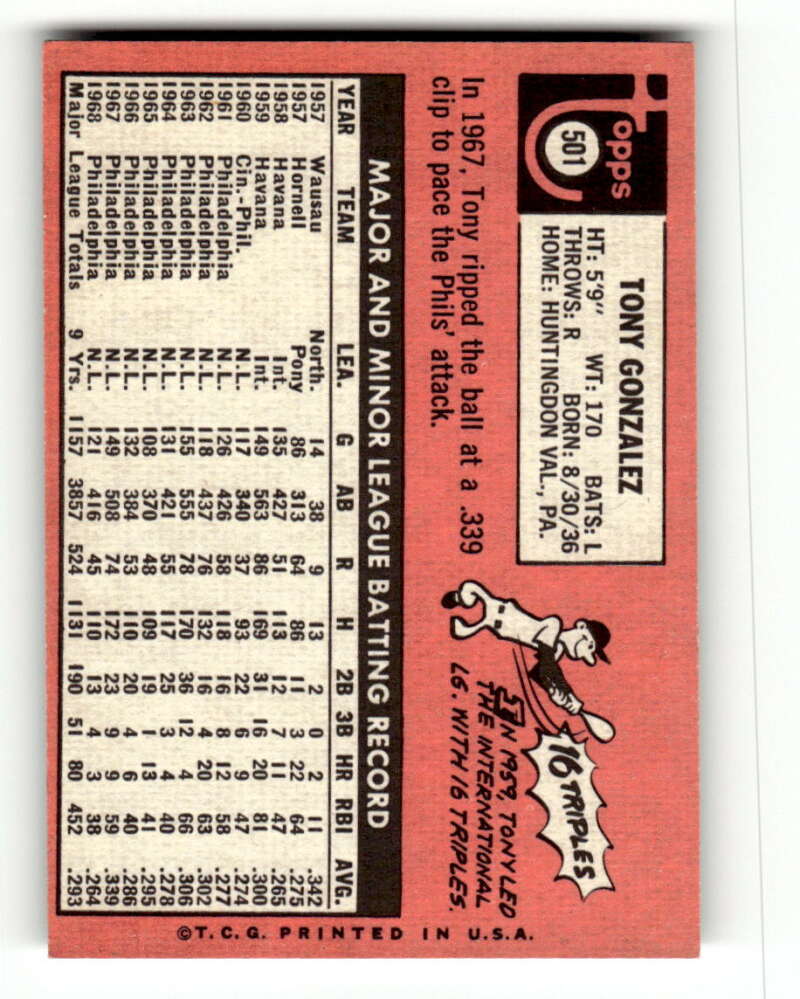 Topps
501
TONY GONZALEZ
HT: 5'9" WT: 170 BATS: L
THROWS: R BORN: 8/30/36
HOME: HUNTINGDON VAL., PA.
In 1967, Tony ripped the ball at a .339
clip to pace the Phils' attack.
16 TRIPLES
IN 1959, TONY LED
THE INTERNATIONAL
LG. WITH 16 TRIPLES.
MAJOR AND MINOR LEAGUE BATTING RECORD
YEAR TEAM LEA. G AB R H 2B 3B HR RBI AVG.
1957 Wausau North. 14 38 9 13 2 0 2 11 .342
1957 Hornell Pony 86 313 64 86 11 3 22 64 .275
1958 Havana Int. 135 427 51 113 12 7 11 47 .265
1959 Havana Int. 149 563 86 169 31 16 20 81 .300
1960 Cin.-Phil. N.L. 117 340 37 93 22 6 9 47 .274
1961 Philadelphia N.L. 126 426 58 118 16 8 12 58 .277
1962 Philadelphia N.L. 118 437 76 132 16 4 20 63 .302
1963 Philadelphia N.L. 155 555 78 170 36 12 4 66 .306
1964 Philadelphia N.L. 131 421 55 117 25 3 4 40 .278
1965 Philadelphia N.L. 108 370 48 109 19 1 13 41 .295
1966 Philadelphia N.L. 132 384 53 110 20 4 6 40 .286
1967 Philadelphia N.L. 149 508 74 172 23 9 9 59 .339
1968 Philadelphia N.L. 121 416 45 110 13 4 3 38 .264
Major League Totals 9 Yrs. 1157 3857 524 1131 190 51 80 452 .293
©T.C.G. PRINTED IN U.S.A.